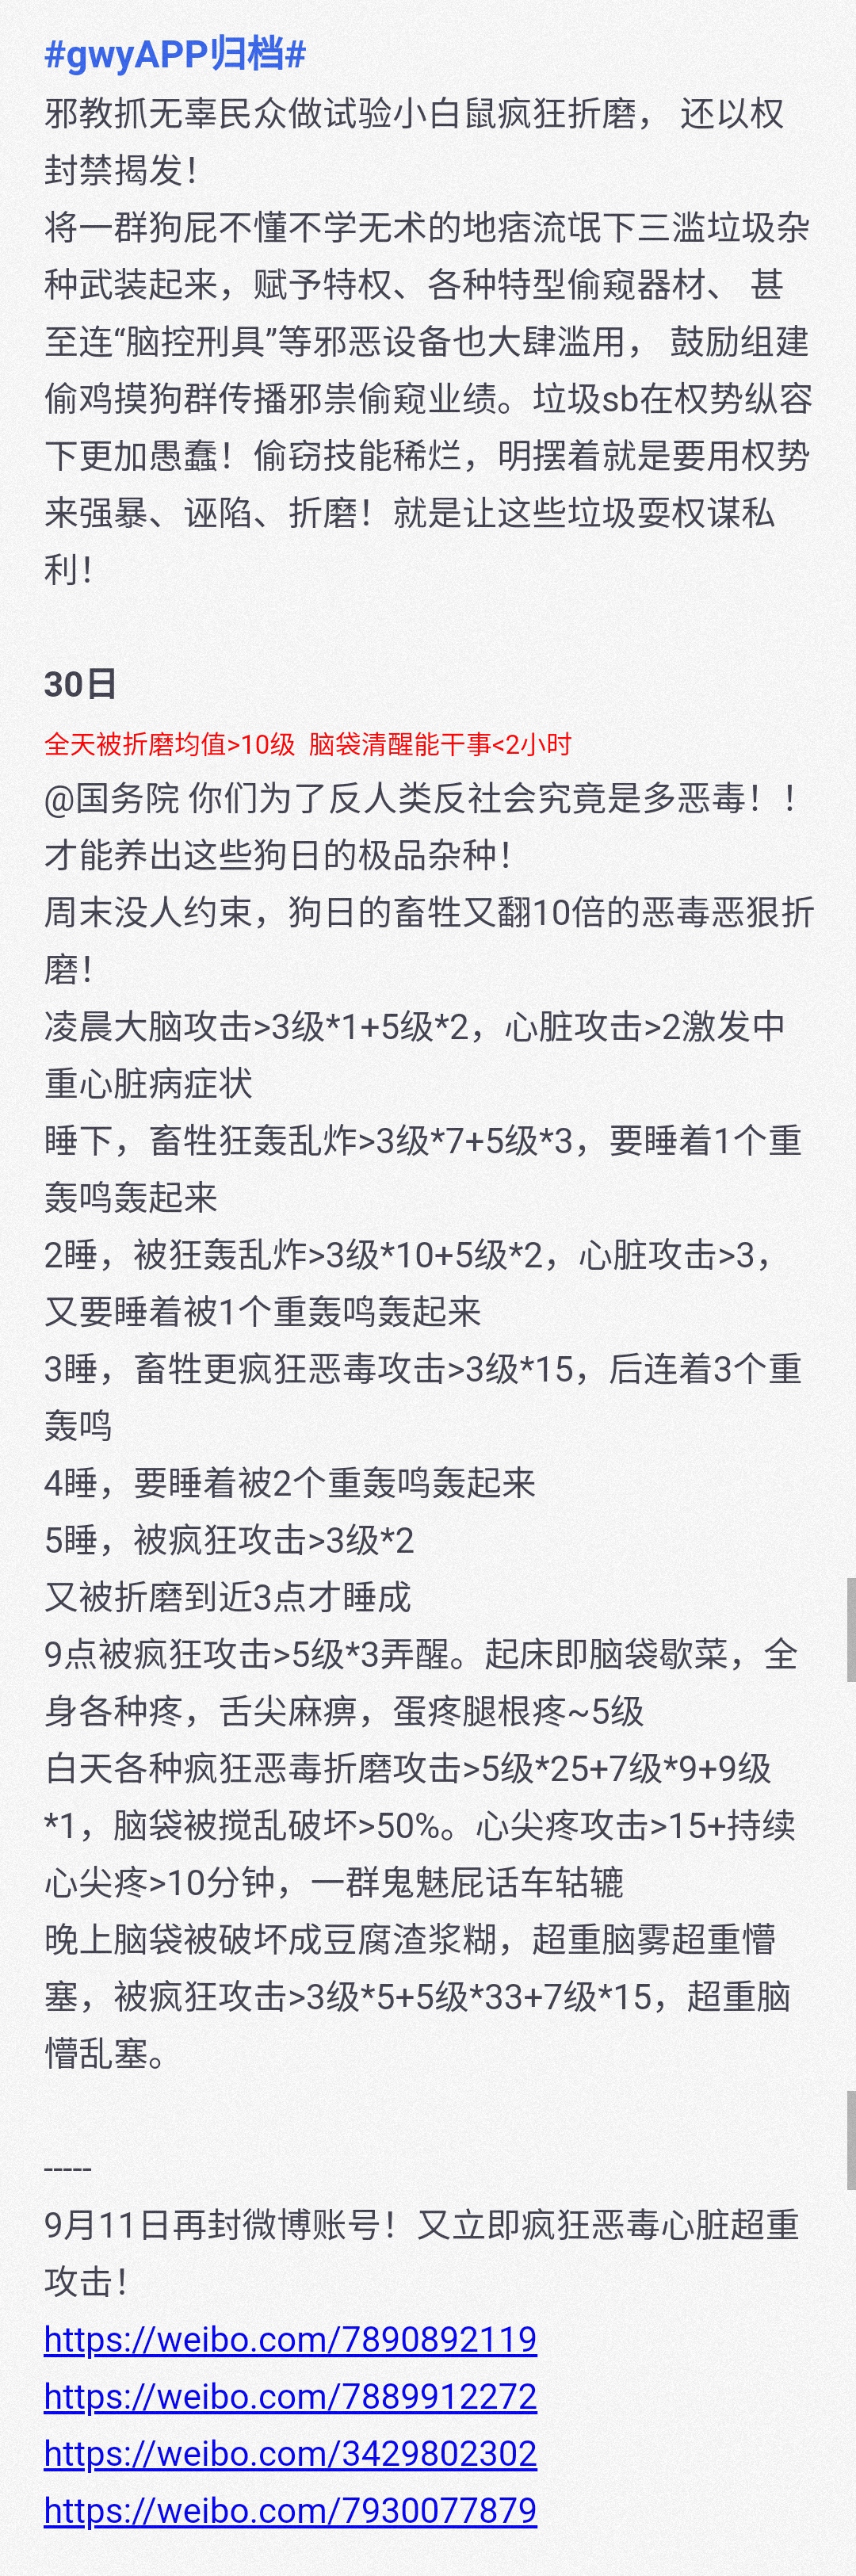 #gwyAPP归档#
邪教抓无辜民众做试验小白鼠疯狂折磨， 还以权
封禁揭发！
将一群狗屁不懂不学无术的地痞流氓下三滥垃圾杂
种武装起来，赋予特权、各种特型偷窥器材、 甚
至连“脑控刑具”等邪恶设备也大肆滥用， 鼓励组建
偷鸡摸狗群传播邪祟偷窥业绩。垃圾sb在权势纵容
下更加愚蠢！偷窃技能稀烂，明摆着就是要用权势
来强暴、诬陷、折磨！就是让这些垃圾耍权谋私
利！
30日
全天被折磨均值>10级  脑袋清醒能干事<2小时
@国务院 你们为了反人类反社会究竟是多恶毒！！
才能养出这些狗日的极品杂种！
周末没人约束，狗日的畜牲又翻10倍的恶毒恶狠折
磨！
凌晨大脑攻击>3级*1+5级*2，心脏攻击>2激发中
重心脏病症状
睡下，畜牲狂轰乱炸>3级*7+5级*3，要睡着1个重
轰鸣轰起来
2睡，被狂轰乱炸>3级*10+5级*2，心脏攻击>3，
又要睡着被1个重轰鸣轰起来
3睡，畜牲更疯狂恶毒攻击>3级*15，后连着3个重
轰鸣
4睡，要睡着被2个重轰鸣轰起来
5睡，被疯狂攻击>3级*2
又被折磨到近3点才睡成
9点被疯狂攻击>5级*3弄醒。起床即脑袋歇菜，全
身各种疼，舌尖麻痹，蛋疼腿根疼~5级
白天各种疯狂恶毒折磨攻击>5级*25+7级*9+9级
*1，脑袋被搅乱破坏>50%。心尖疼攻击>15+持续
心尖疼>10分钟，一群鬼魅屁话车轱辘
晚上脑袋被破坏成豆腐渣浆糊，超重脑雾超重懵
塞，被疯狂攻击>3级*5+5级*33+7级*15，超重脑
懵乱塞。
-----
9月11日再封微博账号！又立即疯狂恶毒心脏超重
攻击！
https://weibo.com/7890892119
https://weibo.com/7889912272
https://weibo.com/3429802302
https://weibo.com/7930077879